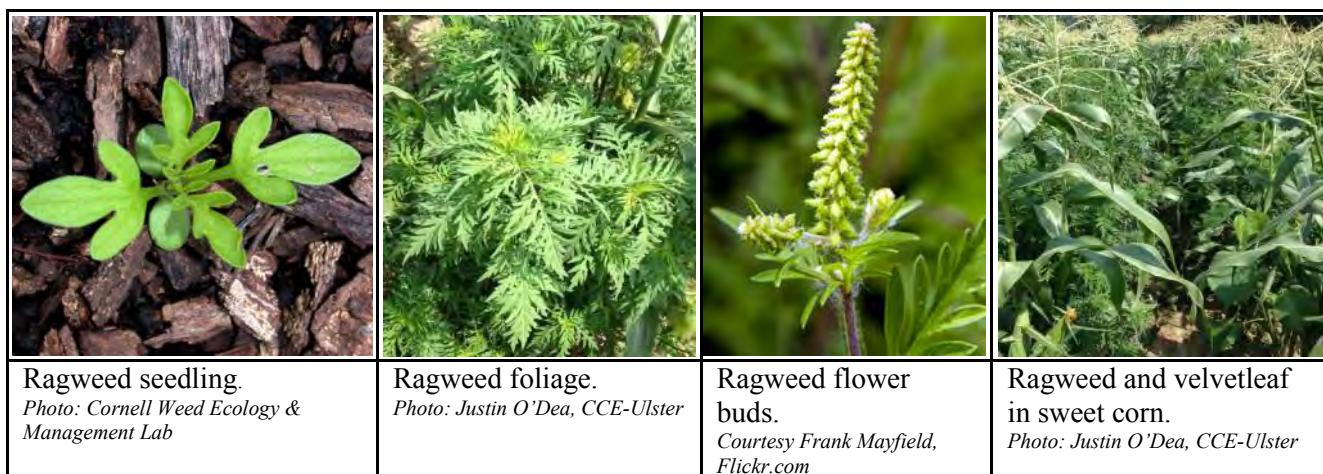 Ragweed seedling.
Photo: Cornell Weed Ecology &
Management Lab
Ragweed foliage.
Photo: Justin O’Dea, CCE-Ulster
Ragweed flower
buds.
Courtesy Frank Mayfield,
Flickr.com
Ragweed and velvetleaf
in sweet corn.
Photo: Justin O’Dea, CCE-Ulster